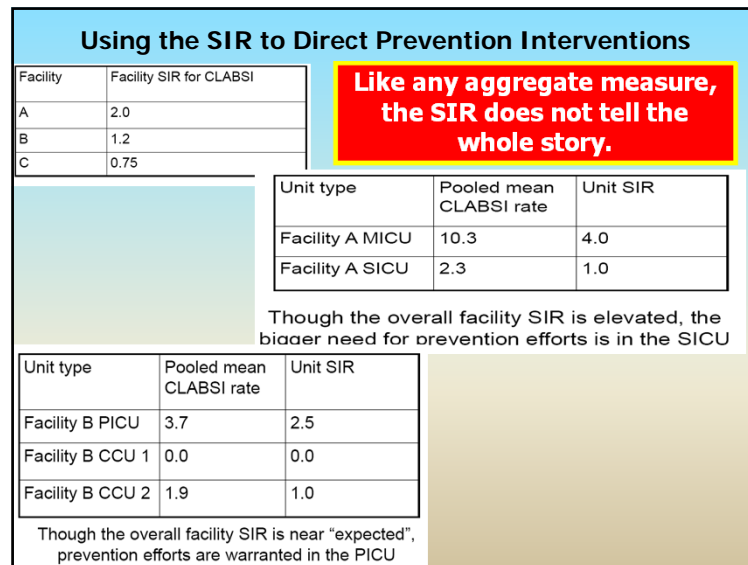 Using the SIR to Direct Prevention Interventions
Facility Facility SIR for CLABSI
A 2.0
B 1.2
C 0.75
Like any aggregate measure,
the SIR does not tell the
whole story.
Unit type Pooled mean Unit SIR
CLABSI rate
Facility A MICU 10.3 4.0
Facility A SICU 2.3 1.0
Though the overall facility SIR is elevated, the
bigger need for prevention efforts is in the SICU
Unit type Pooled mean Unit SIR
CLABSI rate
Facility B PICU 3.7 2.5
Facility B CCU 1 0.0 0.0
Facility B CCU 2 1.9 1.0
Though the overall facility SIR is near “expected”,
prevention efforts are warranted in the PICU